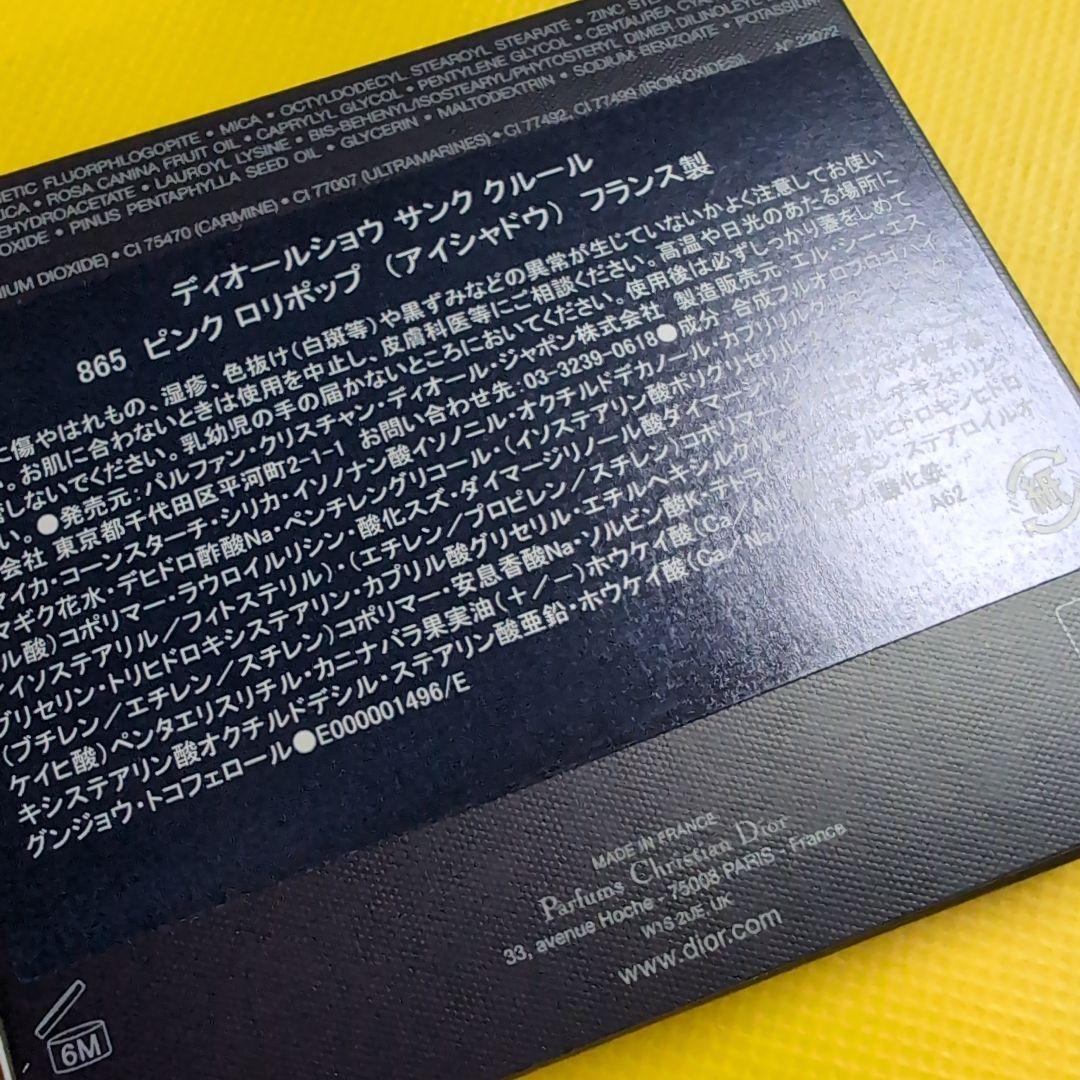 OCTYLDODECYL STEAROYL STEARATE • ZINC
ETIC FLUORPHLOGOPITE • MICA • CAPRYLYL GLYCOL • PENTYLENE GLYCOL • CENTAUREA
ROSA CANINA FRUIT OIL • BIS-BEHENYL/ISOSTEARYL/PHYTOSTERYL DIMER DILINOLEYL
EHYDROACETATE • LAUROYL LYSINE • MALTODEXTRIN • SODIUM BENZOATE • POTASSIUM
OXIDE • PINUS PENTAPHYLLA SEED OIL • GLYCERIN
NIUM DIOXIDE) • CI 75470 (CARMINE) • CI 77007 (ULTRAMARINES) • CI 77492, CI 77499 (IRON OXIDES)
ディオールショウ サンク クルール
865 ピンク ロリポップ (アイシャドウ) フランス製
に傷やはれもの、湿疹、色抜け(白斑等)や黒ずみなどの異常が生じていないかよく注意してお使い
。お肌に合わないときは使用を中止し、皮膚科医等にご相談ください。高温や日光のあたる場所に
しないでください。乳幼児の手の届かないところにおいてください。使用後は必ずしっかり蓋をしめて
い。●発売元:パルファン・クリスチャン・ディオール・ジャポン株式会社 製造販売元 エル・シー・エス
会社 東京都千代田区平河町2-1-1 お問い合わせ先:03-3239-0618●成分 合成フルオロフロゴパイ
マイカ・コーンスターチ・シリカ・イソノナン酸イソノニル・オクチルドデカノール・カプリリルグ
マギク花水・デヒドロ酢酸Na・ペンチレングリコール・(イソステアリン酸ポリグリセリル
ル酸)コポリマー・ラウロイルリシン・酸化スズ・ダイマージリノール酸ダイマージリ
イソステアリル/フィトステリル)・(エチレン/プロピレン/スチレン)コポリマー
グリセリン・トリヒドロキシステアリン・カプリル酸グリセリル・エチルヘキシルグ
(ブチレン/エチレン/スチレン)コポリマー・安息香酸Na・ソルビン酸K・テトラ
ケイヒ酸)ペンタエリスリチル・カニナバラ果実油(+/-)ホウケイ酸(Ca/
キシステアリン酸オクチルドデシル・ステアリン酸亜鉛・ホウケイ酸(Ca/Na)
グンジョウ・トコフェロール●E000001496/E
A62
紙
MADE IN FRANCE
Parfums Christian Dior
33, avenue Hoche - 75008 PARIS - France
W1S 2UE. UK
www.dior.com
6M